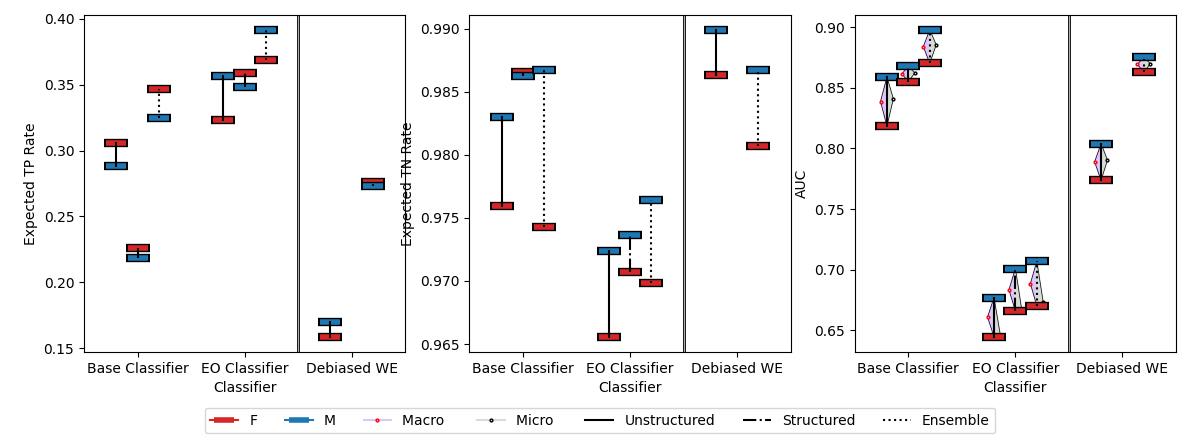 Expected TP Rate
0.40
0.35
0.30
0.25
0.20
0.15
Base Classifier EO Classifier Debiased WE
Classifier
Expected TN Rate
0.990
0.985
0.980
0.975
0.970
0.965
Base Classifier EO Classifier Debiased WE
Classifier
AUC
0.90
0.85
0.80
0.75
0.70
0.65
Base Classifier EO Classifier Debiased WE
Classifier
F M Macro Micro Unstructured Structured Ensemble